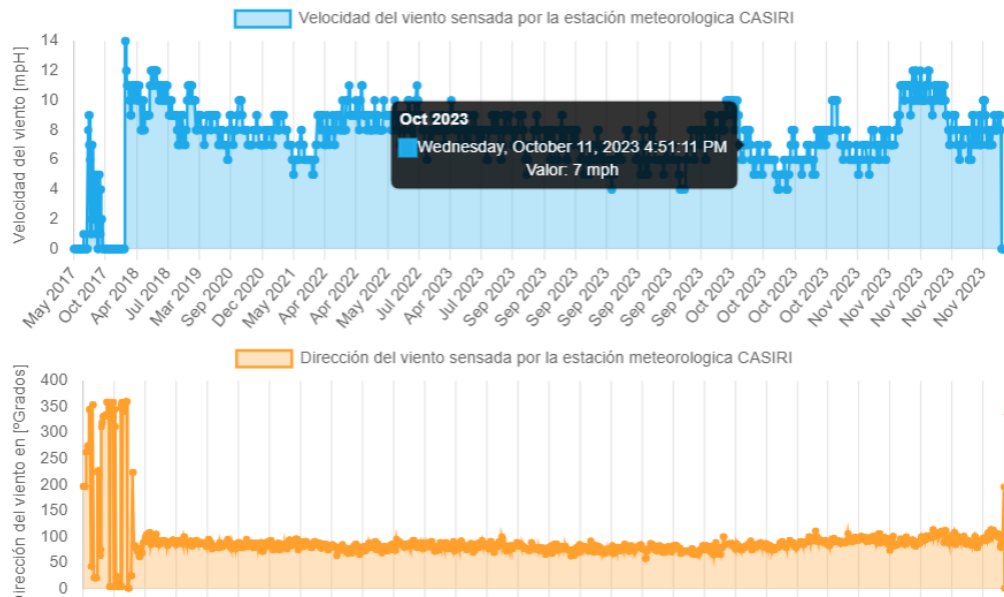 Velocidad del viento sensada por la estación meteorologica CASIRI
Velocidad del viento [mpH]
14
12
10
8
6
4
2
0
Oct 2023
Wednesday, October 11, 2023 4:51:11 PM
Valor: 7 mph
May 2017
Oct 2017
Apr 2018
Jul 2018
Mar 2019
Sep 2020
Dec 2020
May 2021
Apr 2022
Apr 2022
May 2022
Jul 2022
Apr 2023
Jul 2023
Sep 2023
Sep 2023
Sep 2023
Sep 2023
Sep 2023
Sep 2023
Sep 2023
Oct 2023
Oct 2023
Oct 2023
Oct 2023
Nov 2023
Nov 2023
Nov 2023
Nov 2023
Nov 2023
Dirección del viento sensada por la estación meteorologica CASIRI
Dirección del viento en [ºGrados]
400
350
300
250
200
150
100
50
0